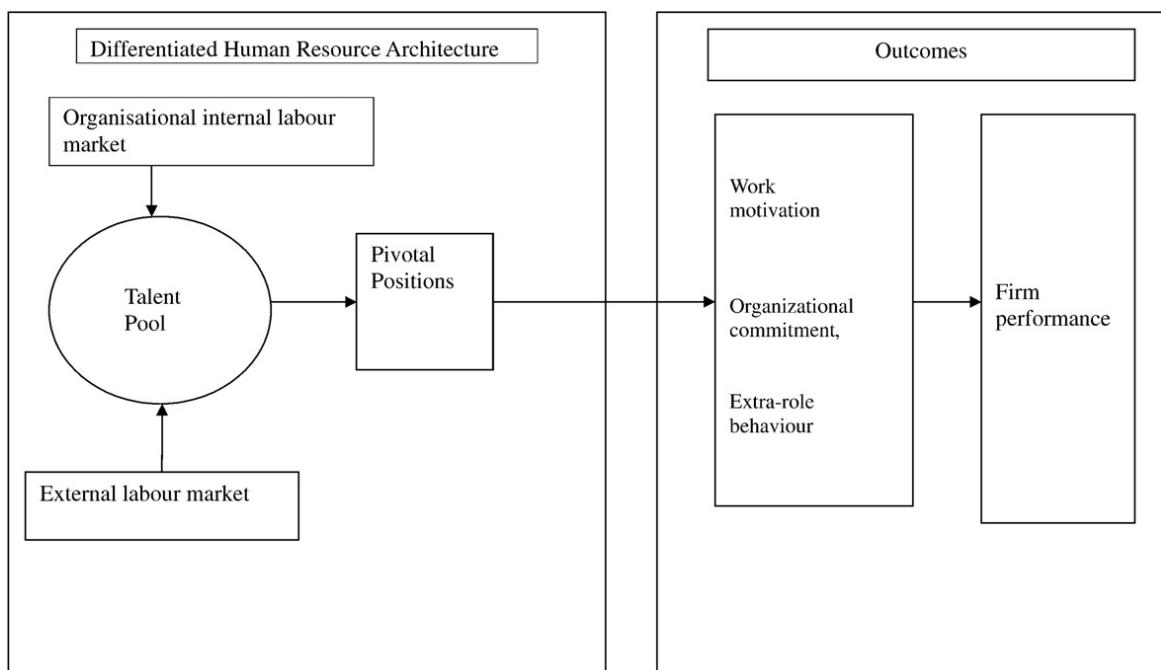 Differentiated Human Resource Architecture
Organisational internal labour
market
Talent
Pool
Pivotal
Positions
External labour market
Outcomes
Work
motivation
Organizational
commitment,
Extra-role
behaviour
Firm
performance